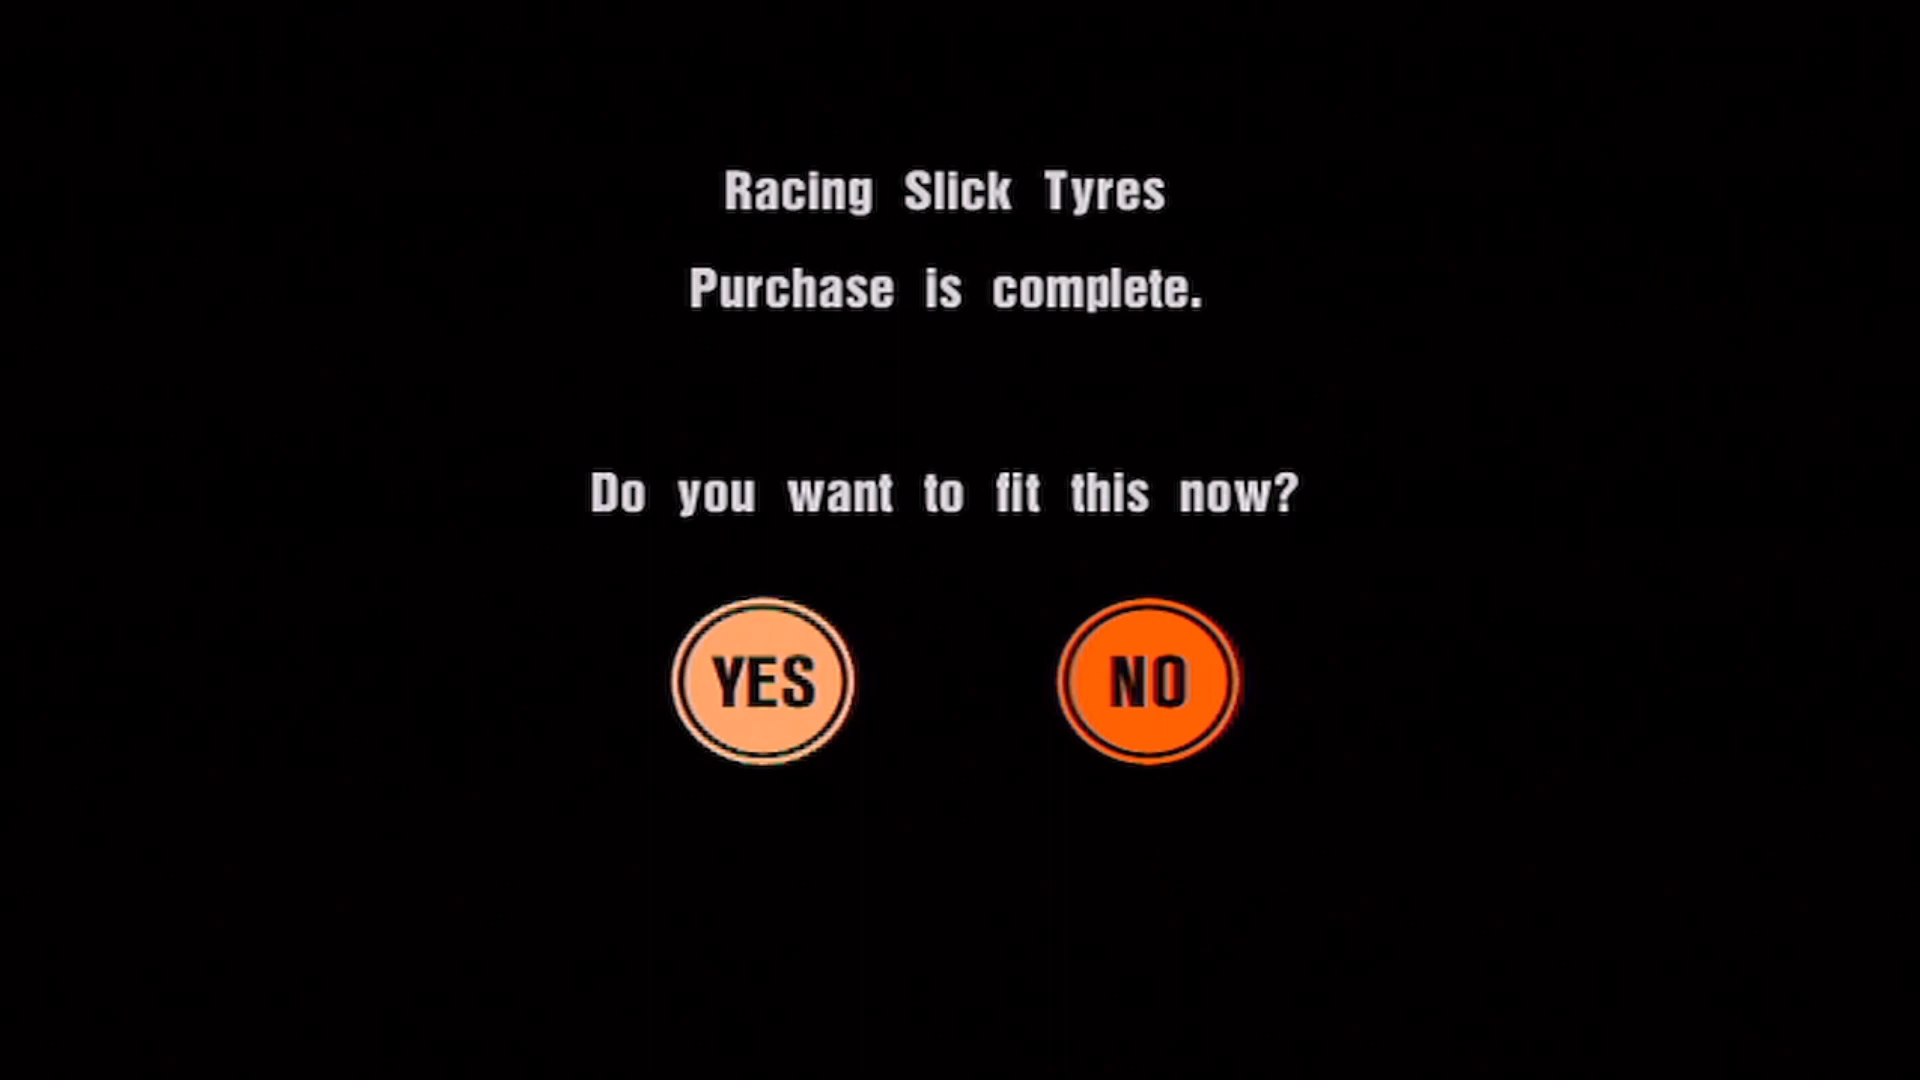 Racing Slick Tyres
Purchase is complete.
Do you want to fit this now?
YES NO